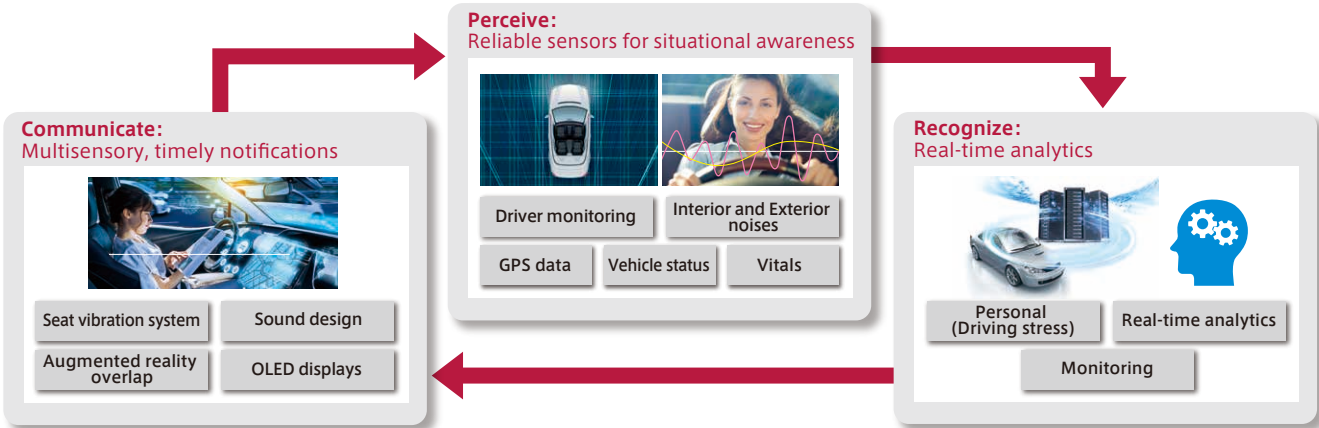 Perceive:
Reliable sensors for situational awareness
Driver monitoring
Interior and Exterior
noises
GPS data
Vehicle status
Vitals
Recognize:
Real-time analytics
Personal
(Driving stress)
Real-time analytics
Monitoring
Communicate:
Multisensory, timely notifications
Seat vibration system
Sound design
Augmented reality
overlap
OLED displays